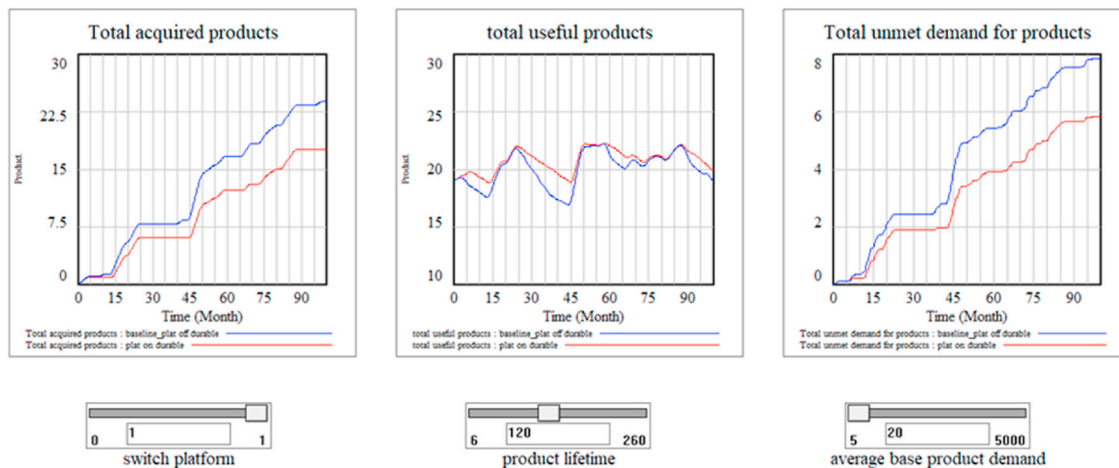 Total acquired products
30
22.5
15
7.5
0
Product
0 15 30 45 60 75 90
Time (Month)
Total acquired products : baseline_plat off durable
Total acquired products : plat on durable
total useful products
30
25
20
15
10
Product
0 15 30 45 60 75 90
Time (Month)
total useful products : baseline_plat off durable
total useful products : plat on durable
Total unmet demand for products
8
6
4
2
0
Product
0 15 30 45 60 75 90
Time (Month)
Total unmet demand for products : baseline_plat off durable
Total unmet demand for products : plat on durable
0 1 1
switch platform
6 120 260
product lifetime
5 20 5000
average base product demand